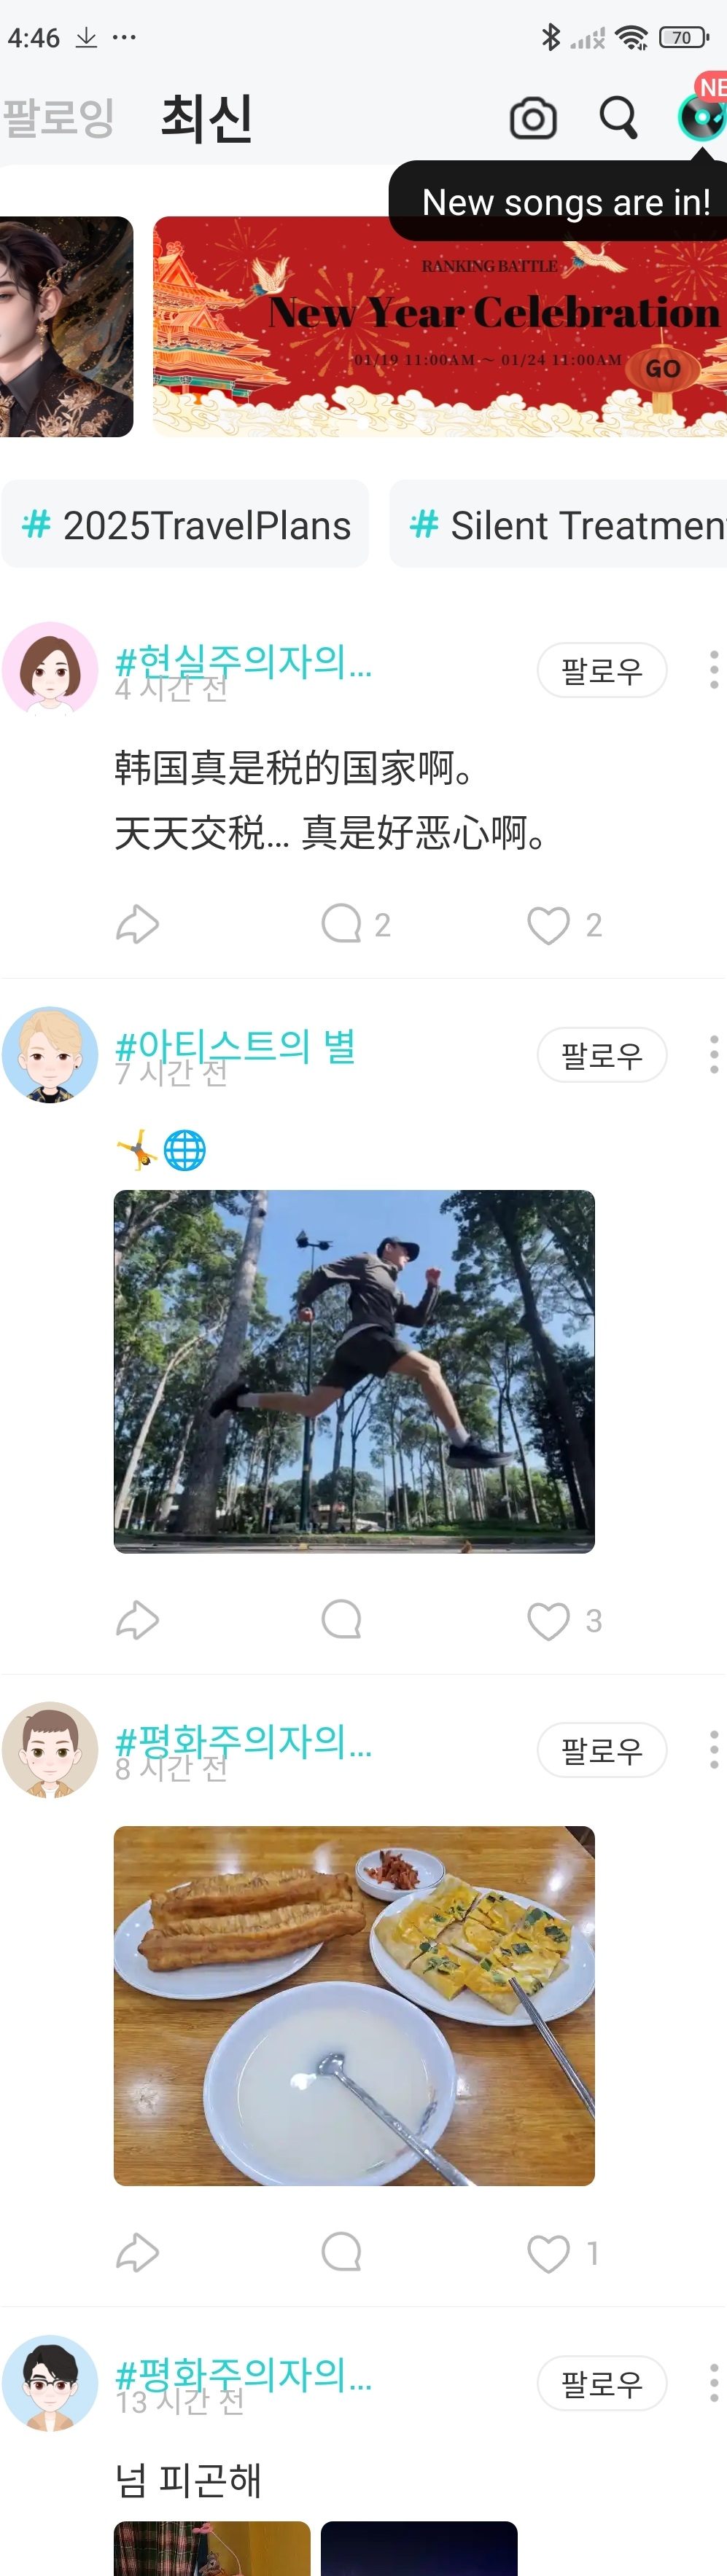 4:46
70
팔로잉 최신
NE
New songs are in!
RANKING BATTLE
New Year Celebration
01/19 11:00AM ~ 01/24 11:00AM
GO
# 2025TravelPlans
# Silent Treatment
#현실주의자의...
4 시간 전
팔로우
韩国真是税的国家啊。
天天交税... 真是好恶心啊。
2
2
#아티스트의 별
7 시간 전
팔로우
3
#평화주의자의...
8 시간 전
팔로우
1
#평화주의자의...
13 시간 전
팔로우
넘 피곤해